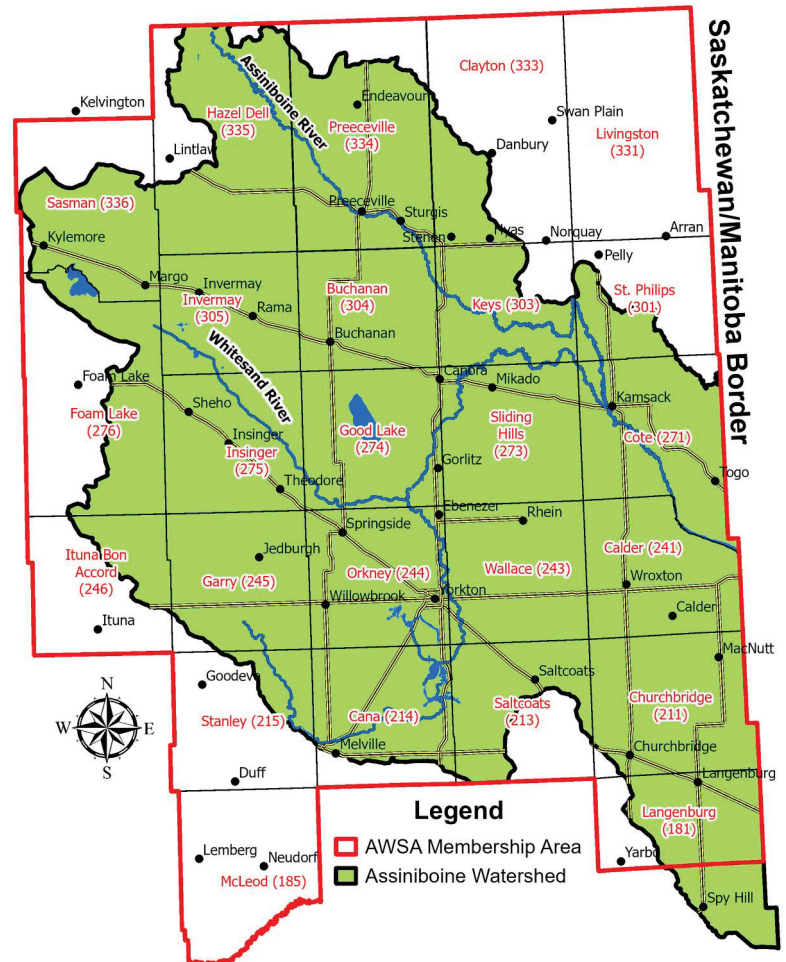 Saskatchewan/Manitoba Border
Clayton (333)
Kelvington
Assiniboine River
Hazel Dell
(335)
Endeavour
Preeceville
(334)
Swan Plain
Livingston
(331)
Lintlaw
Danbury
Sasman (336)
Preeceville
Sturgis
Stenen
Hyas
Norquay
Arran
Kylemore
Pelly
Margo
Invermay
Invermay
(305)
Buchanan
(304)
Keys (303)
St. Philips
(301)
Rama
Whitesand River
Buchanan
Foam Lake
Canora
Mikado
Kamsack
Foam Lake
(276)
Sheho
Good Lake
(274)
Sliding
Hills
(273)
Cote (271)
Insinger
Insinger
(275)
Gorlitz
Togo
Theodore
Ebenezer
Rhein
Springside
Ituna Bon
Accord
(246)
Jedburgh
Garry (245)
Orkney (244)
Wallace (243)
Calder (241)
Wroxton
Willowbrook
Yorkton
Calder
Ituna
MacNutt
Goodeve
Saltcoats
N
W
E
S
Stanley (215)
Cana (214)
Saltcoats
(213)
Churchbridge
(211)
Melville
Churchbridge
Duff
Langenburg
Legend
Langenburg
(181)
AWSA Membership Area
Assiniboine Watershed
Lemberg
Neudorf
McLeod (185)
Yarbo
Spy Hill